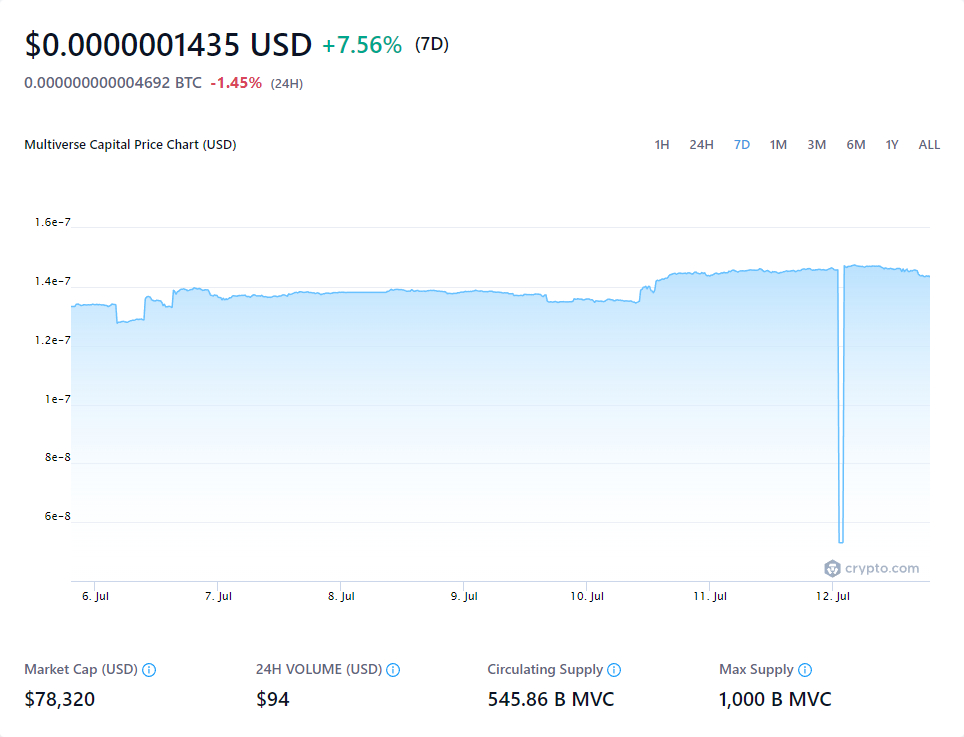 $0.0000001435 USD +7.56% (7D)
0.000000000004692 BTC -1.45% (24H)
Multiverse Capital Price Chart (USD) 1H 24H 7D 1M 3M 6M 1Y ALL
1.6e-7
1.4e-7
1.2e-7
1e-7
8e-8
6e-8
crypto.com
6. Jul 7. Jul 8. Jul 9. Jul 10. Jul 11. Jul 12. Jul
Market Cap (USD) 24H VOLUME (USD) Circulating Supply Max Supply
$78,320 $94 545.86 B MVC 1,000 B MVC